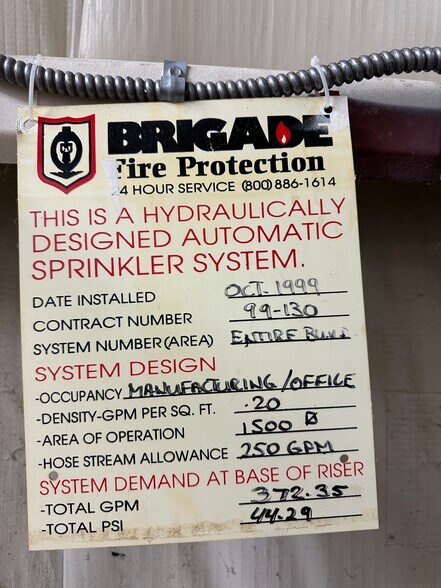 BRIGADE
Fire Protection
24 HOUR SERVICE (800) 886-1614
THIS IS A HYDRAULICALLY
DESIGNED AUTOMATIC
SPRINKLER SYSTEM.
DATE INSTALLED OCT. 1999
CONTRACT NUMBER 99-130
SYSTEM NUMBER (AREA) ENTIRE
SYSTEM DESIGN
-OCCUPANCY MANUFACTURING/OFFICE
-DENSITY-GPM PER SQ. FT. .20
-AREA OF OPERATION 1500
-HOSE STREAM ALLOWANCE 250 GPM
SYSTEM DEMAND AT BASE OF RISER
-TOTAL GPM 372.35
-TOTAL PSI 44.29